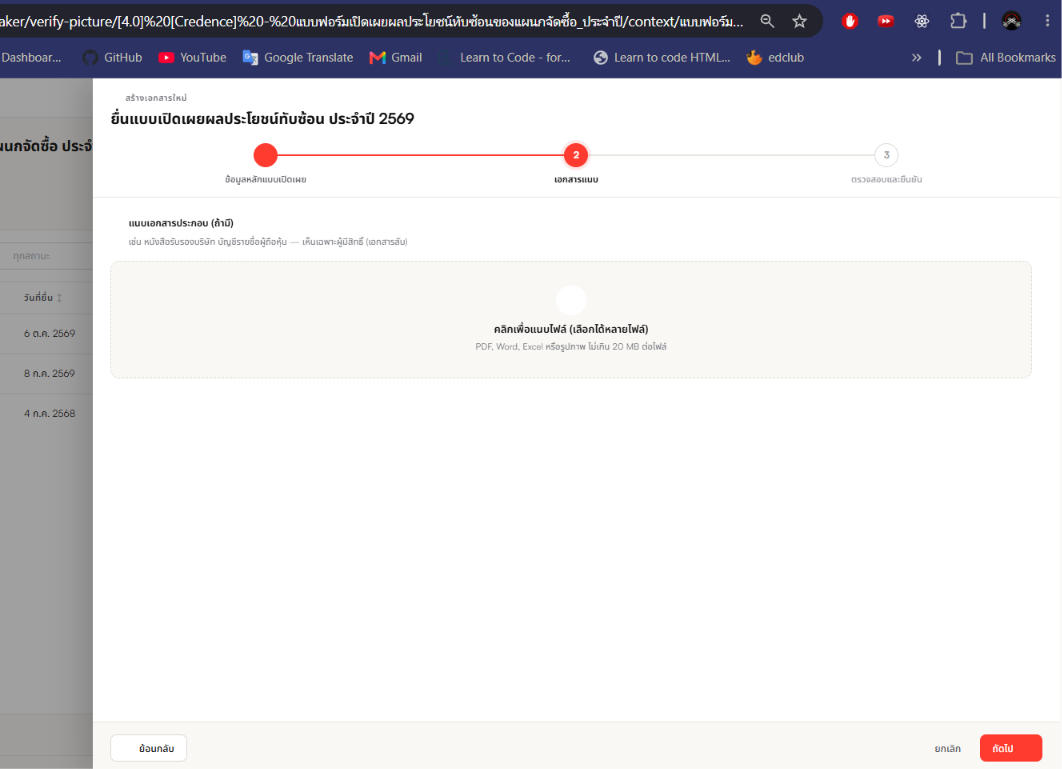 aker/verify-picture/[4.0]%20[Credence]%20-%20แบบฟอร์มเปิดเผยผลประโยชน์ทับซ้อนของแผนกจัดซื้อ_ประจำปี/context/แบบฟอร์ม...
Dashboar... GitHub YouTube Google Translate Gmail Learn to Code - for... Learn to code HTML... edclub » All Bookmarks
สร้างเอกสารใหม่
ยื่นแบบเปิดเผยผลประโยชน์ทับซ้อน ประจำปี 2569
ผนกจัดซื้อ ประจำ
2
3
ข้อมูลหลักแบบเปิดเผย
เอกสารแนบ
ตรวจสอบและยืนยัน
แนบเอกสารประกอบ (ถ้ามี)
เช่น หนังสือรับรองบริษัท บัญชีรายชื่อผู้ถือหุ้น — เห็นเฉพาะผู้มีสิทธิ์ (เอกสารลับ)
ทุกสถานะ
วันที่ยื่น
6 ต.ค. 2569
8 ก.ค. 2569
4 ก.ค. 2568
คลิกเพื่อแนบไฟล์ (เลือกได้หลายไฟล์)
PDF, Word, Excel หรือรูปภาพ ไม่เกิน 20 MB ต่อไฟล์
ย้อนกลับ
ยกเลิก
ถัดไป